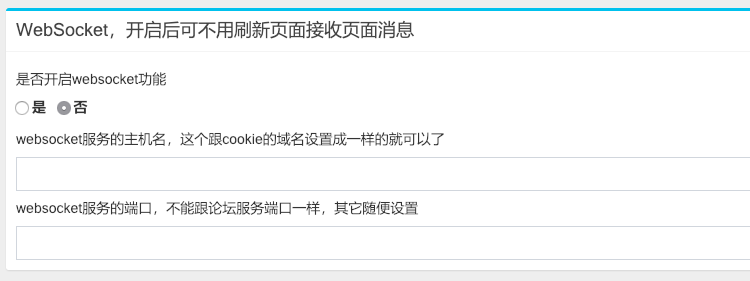 WebSocket，开启后可不用刷新页面接收页面消息
是否开启websocket功能
是 否
websocket服务的主机名，这个跟cookie的域名设置成一样的就可以了
websocket服务的端口，不能跟论坛服务端口一样，其它随便设置